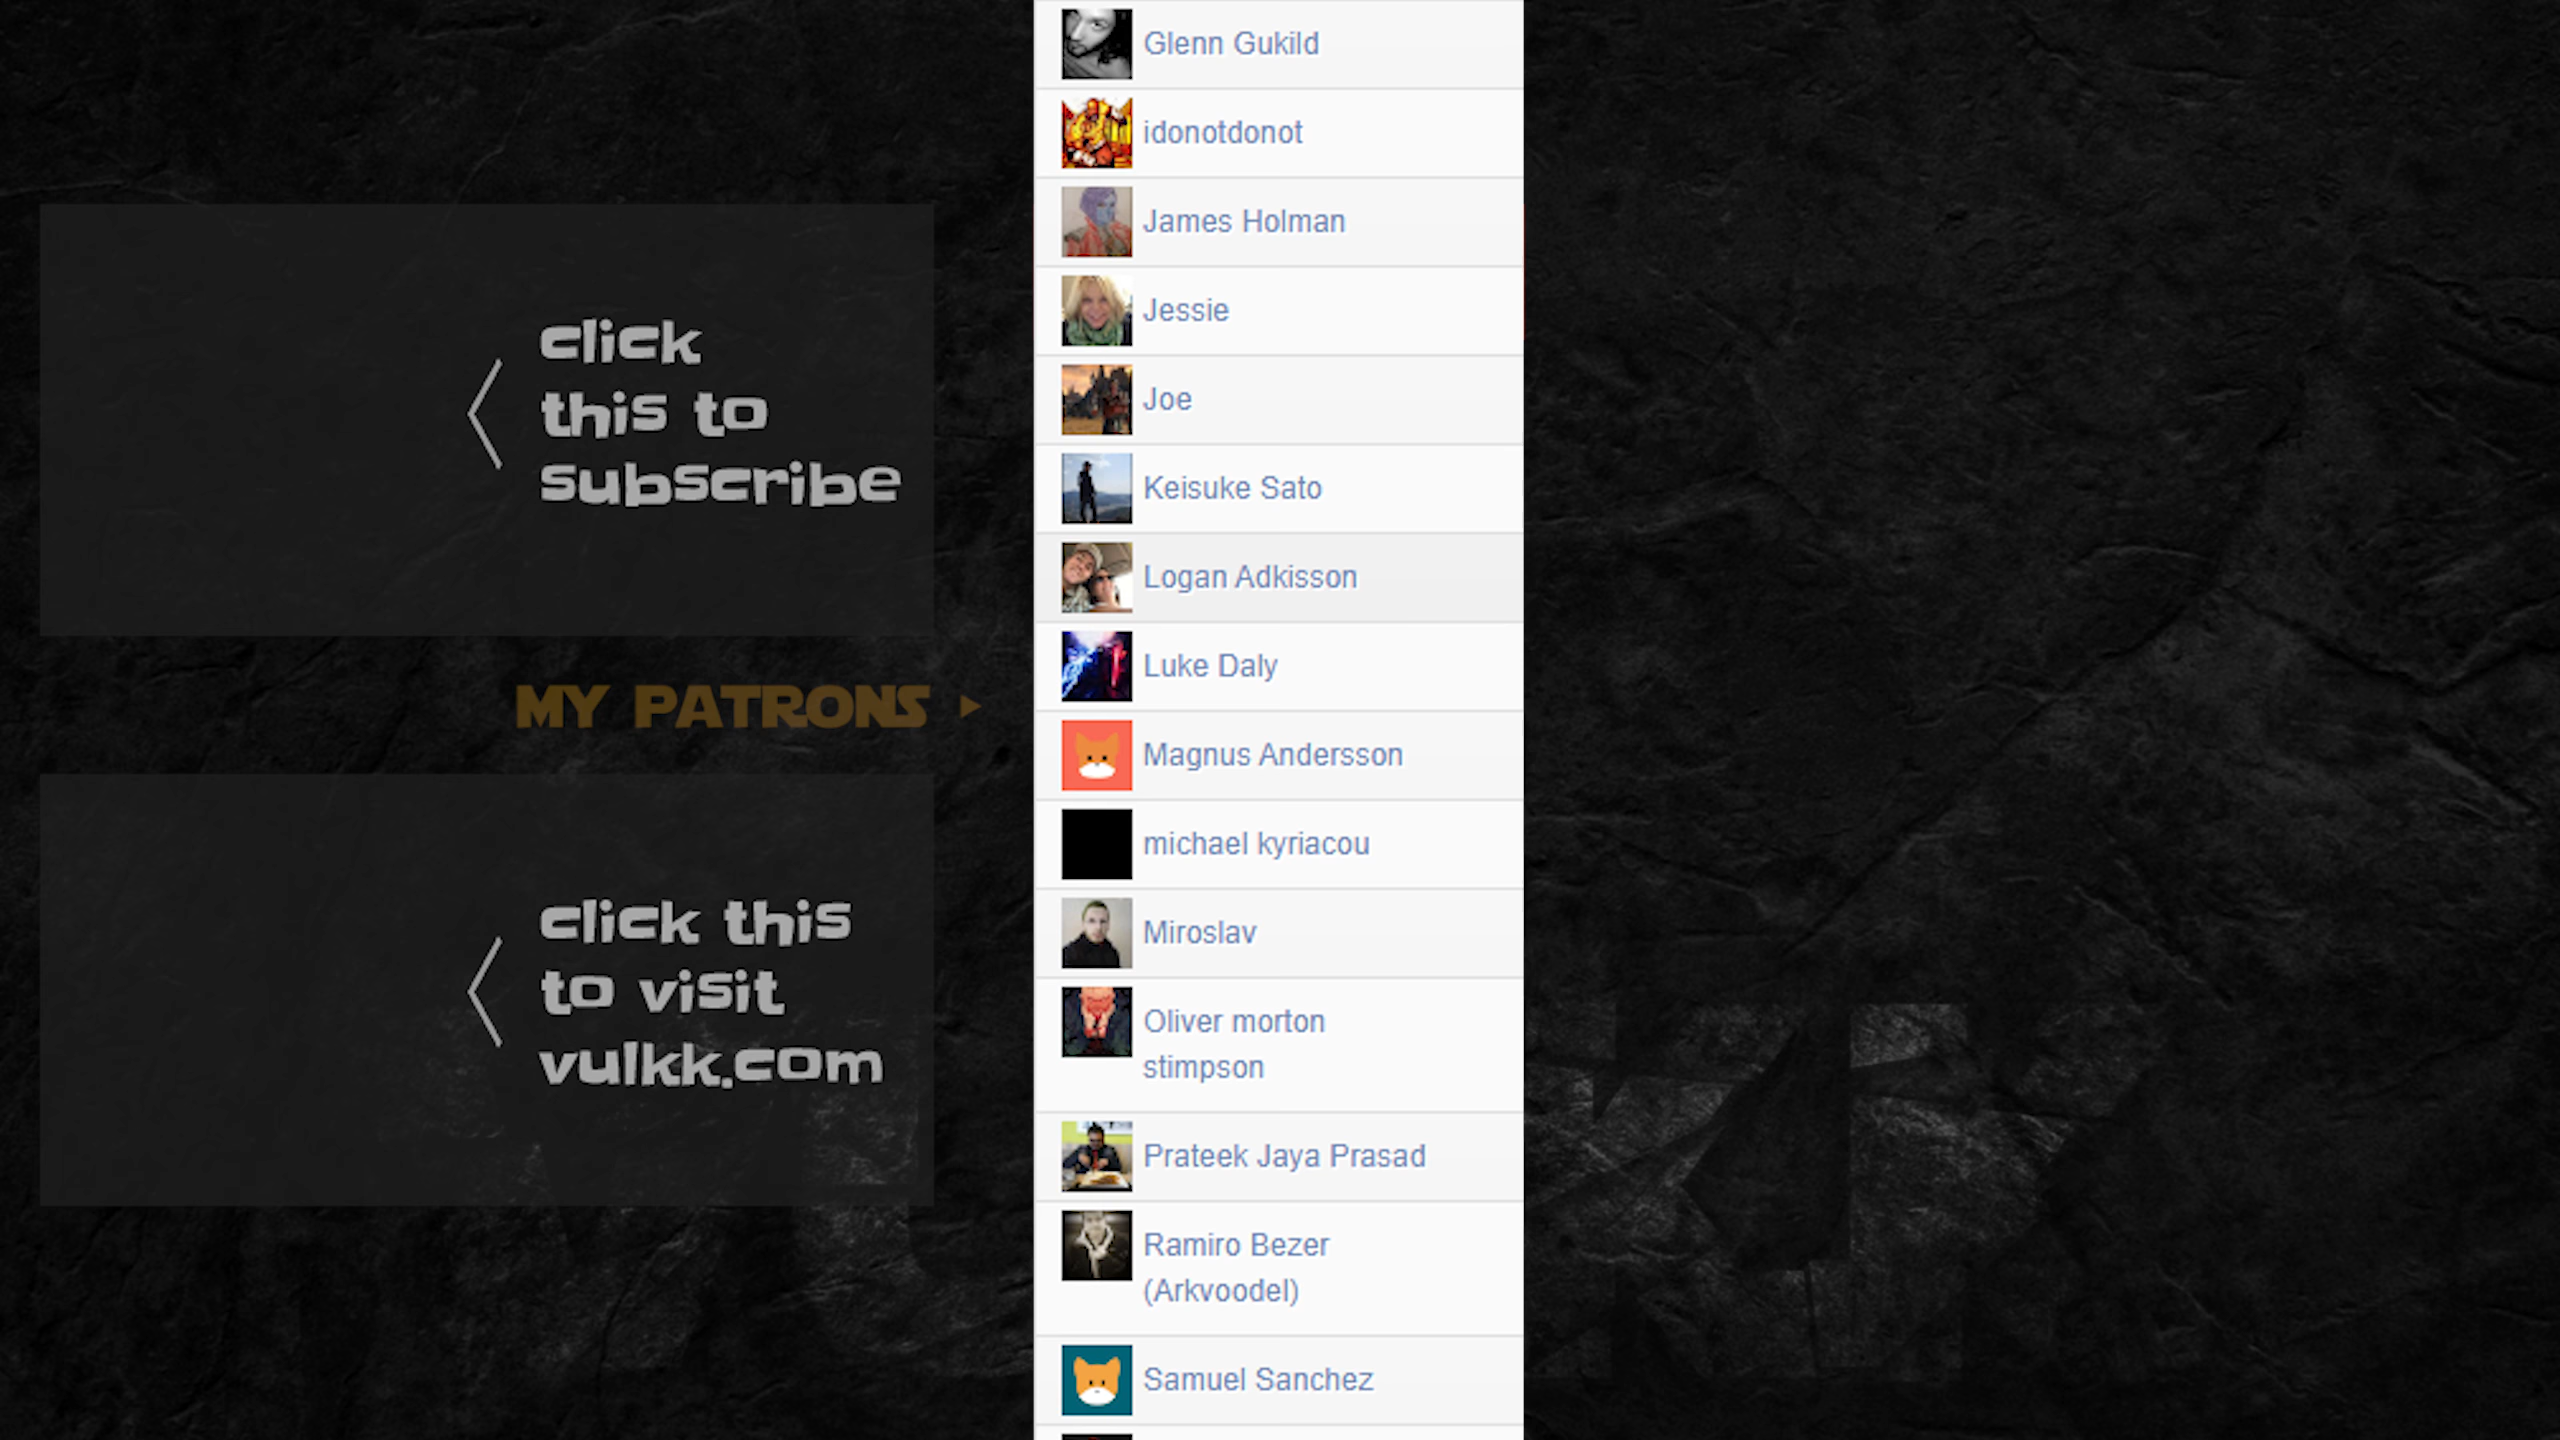 click
this to
subscribe
MY PATRONS
click this
to visit
vulkk.com
Glenn Gukild
idonotdonot
James Holman
Jessie
Joe
Keisuke Sato
Logan Adkisson
Luke Daly
Magnus Andersson
michael kyriacou
Miroslav
Oliver morton
stimpson
Prateek Jaya Prasad
Ramiro Bezer
(Arkvoodel)
Samuel Sanchez